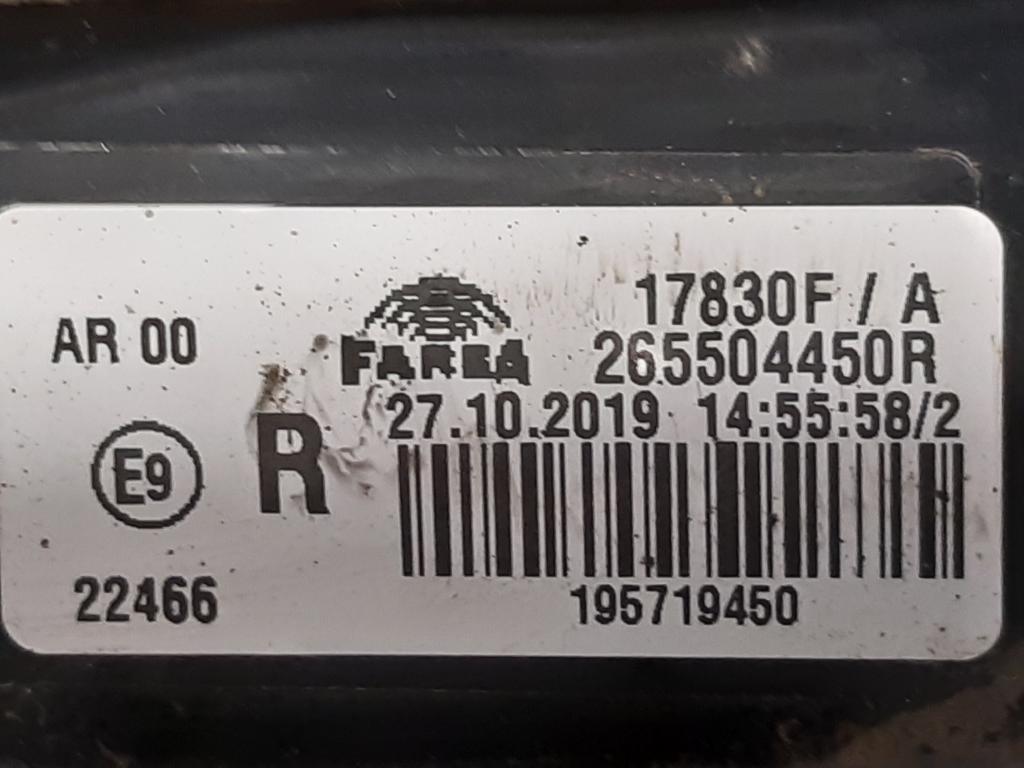 17830F / A
AR 00
FARBA
265504450R
27.10.2019 14:55:58/2
E9
R
22466
195719450